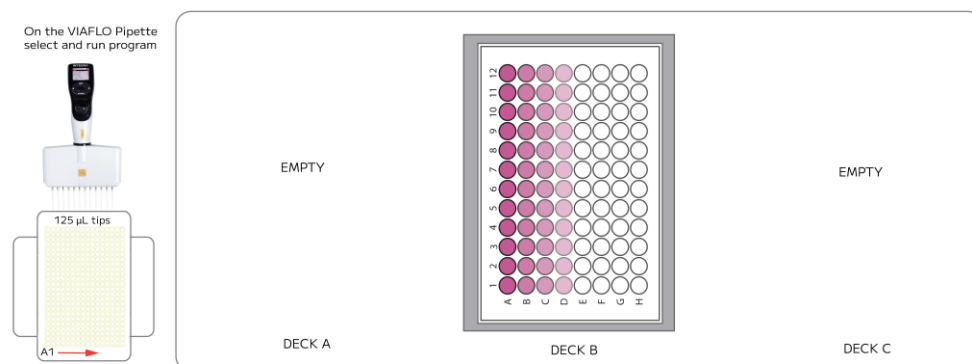 On the VIAFLO Pipette
select and run program
125 µL tips
A1
EMPTY
DECK A
12
11
10
9
8
7
6
5
4
3
2
1
A B C D E F G H
DECK B
EMPTY
DECK C